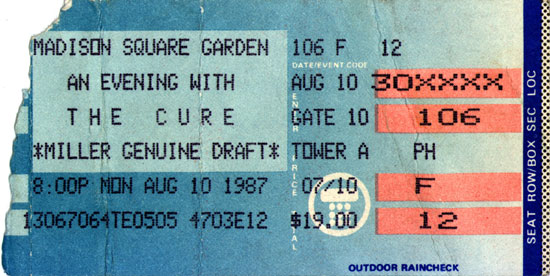 MADISON SQUARE GARDEN 106 F 12
DATE/EVENT CODE
AN EVENING WITH AUG 10 30XXXX
THE CURE GATE 10 106
*MILLER GENUINE DRAFT* TOWER A PH
8:00P MON AUG 10 1987 07/10 F
13067064TE0505 4703E12 $19.00 12
PRICE
OUTDOOR RAINCHECK
SEAT ROW/BOX SEC LOC